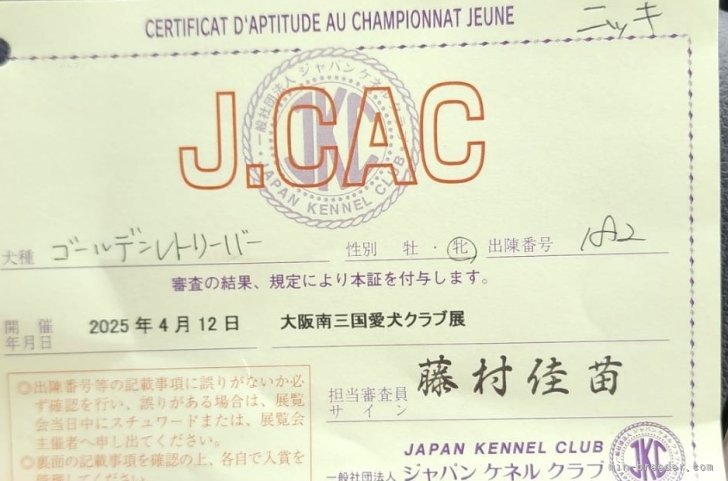 CERTIFICAT D'APTITUDE AU CHAMPIONNAT JEUNE
ニッキ
J.CAC
一般社団法人 ジャパン ケネル クラブ
JKC
JAPAN KENNEL CLUB
犬種 ゴールデンレトリーバー 性別 牡・牝 出陳番号 182
審査の結果、規定により本証を付与します。
開催年月日 2025年4月12日 大阪南三国愛犬クラブ展
担当審査員サイン 藤村佳苗
◎出陳番号等の記載事項に誤りがないか必
ず確認を行い、誤りがある場合は、展覧
会当日中にスチュワードまたは、展覧会
主催者へ申し出てください。
◎裏面の記載事項を確認の上、各自で入賞を
JAPAN KENNEL CLUB
一般社団法人 ジャパン ケネル クラブ
min-breeder.com